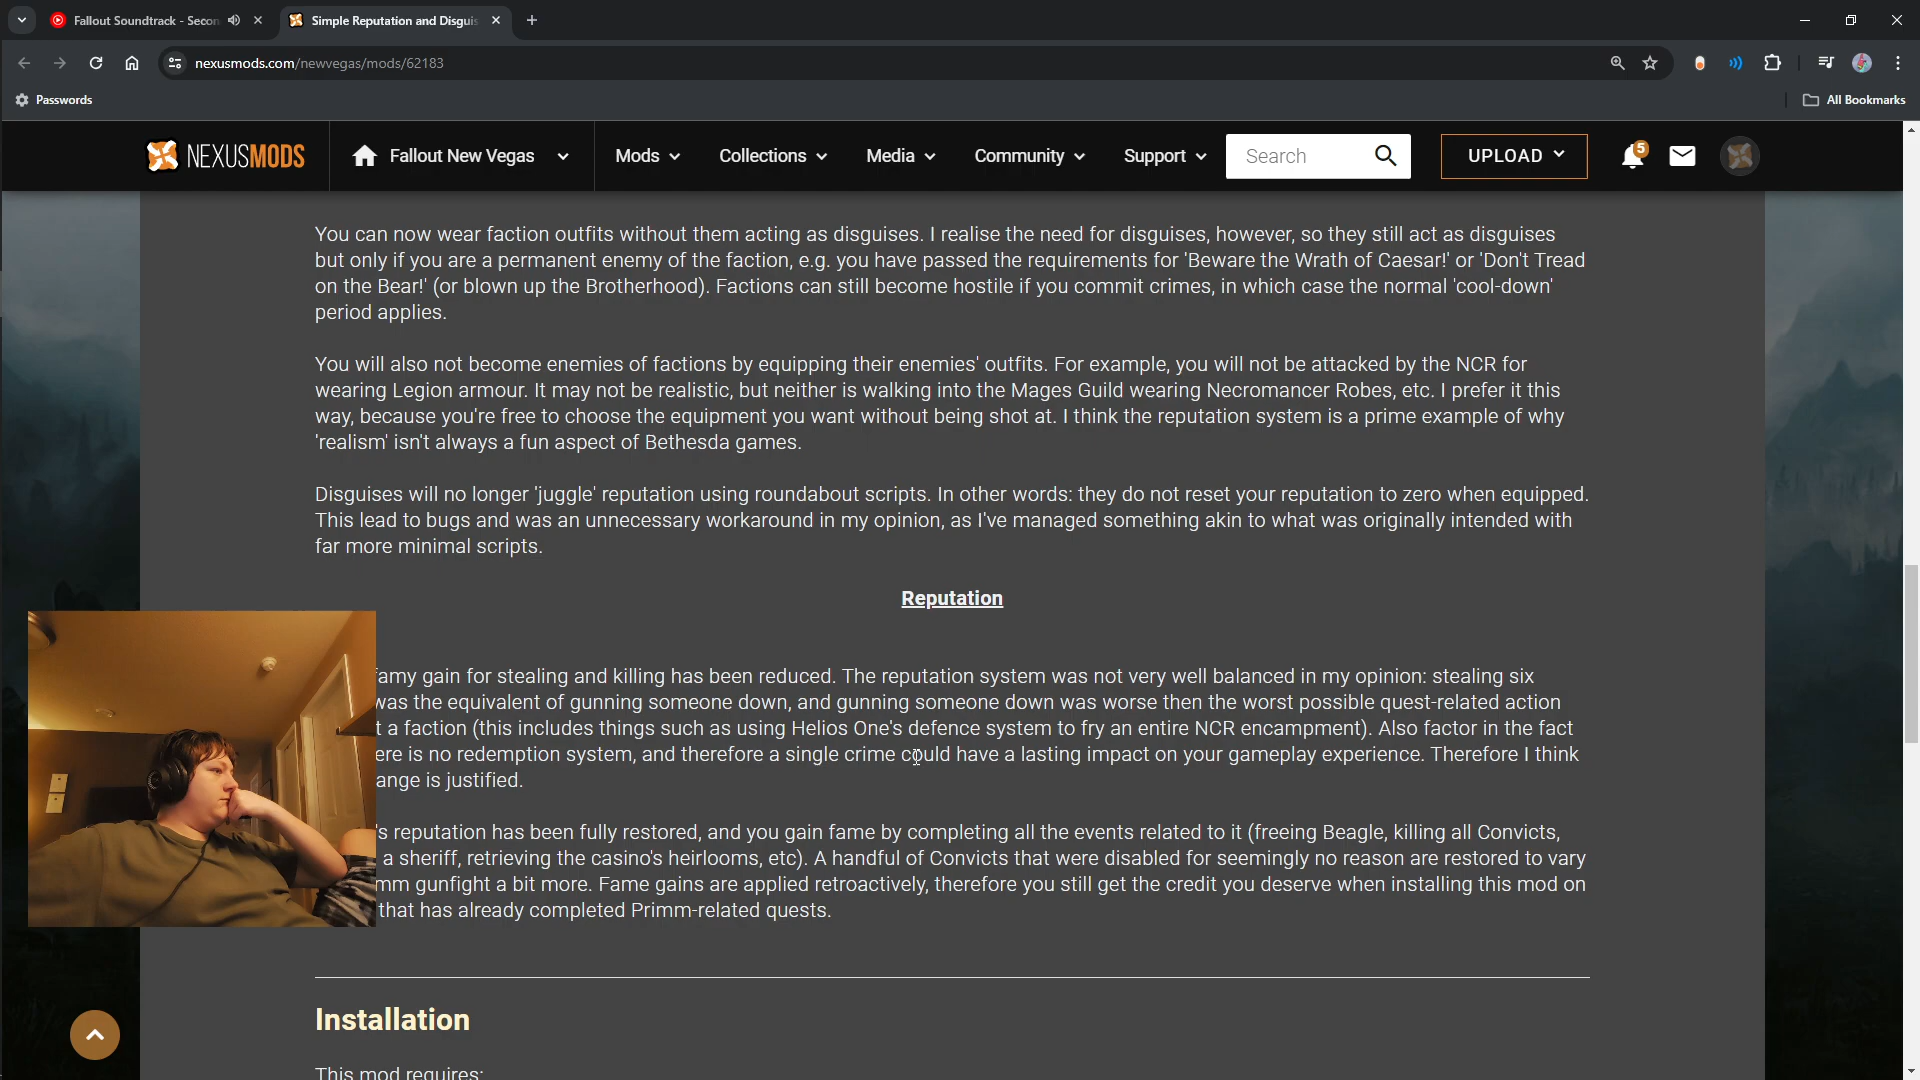 Fallout Soundtrack - Secon
Simple Reputation and Disguis
nexusmods.com/newvegas/mods/62183
Passwords
All Bookmarks
NEXUSMODS
Fallout New Vegas
Mods
Collections
Media
Community
Support
Search
UPLOAD
5
You can now wear faction outfits without them acting as disguises. I realise the need for disguises, however, so they still act as disguises
but only if you are a permanent enemy of the faction, e.g. you have passed the requirements for 'Beware the Wrath of Caesar!' or 'Don't Tread
on the Bear!' (or blown up the Brotherhood). Factions can still become hostile if you commit crimes, in which case the normal 'cool-down'
period applies.
You will also not become enemies of factions by equipping their enemies' outfits. For example, you will not be attacked by the NCR for
wearing Legion armour. It may not be realistic, but neither is walking into the Mages Guild wearing Necromancer Robes, etc. I prefer it this
way, because you're free to choose the equipment you want without being shot at. I think the reputation system is a prime example of why
'realism' isn't always a fun aspect of Bethesda games.
Disguises will no longer 'juggle' reputation using roundabout scripts. In other words: they do not reset your reputation to zero when equipped.
This lead to bugs and was an unnecessary workaround in my opinion, as I've managed something akin to what was originally intended with
far more minimal scripts.
Reputation
famy gain for stealing and killing has been reduced. The reputation system was not very well balanced in my opinion: stealing six
was the equivalent of gunning someone down, and gunning someone down was worse then the worst possible quest-related action
t a faction (this includes things such as using Helios One's defence system to fry an entire NCR encampment). Also factor in the fact
ere is no redemption system, and therefore a single crime could have a lasting impact on your gameplay experience. Therefore I think
ange is justified.
's reputation has been fully restored, and you gain fame by completing all the events related to it (freeing Beagle, killing all Convicts,
a sheriff, retrieving the casino's heirlooms, etc). A handful of Convicts that were disabled for seemingly no reason are restored to vary
mm gunfight a bit more. Fame gains are applied retroactively, therefore you still get the credit you deserve when installing this mod on
that has already completed Primm-related quests.
Installation
This mod requires: